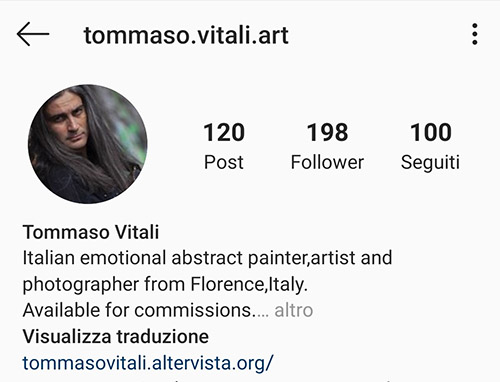 tommaso.vitali.art
120 198 100
Post Follower Seguiti
Tommaso Vitali
Italian emotional abstract painter,artist and
photographer from Florence,Italy.
Available for commissions.… altro
Visualizza traduzione
tommasovitali.altervista.org/